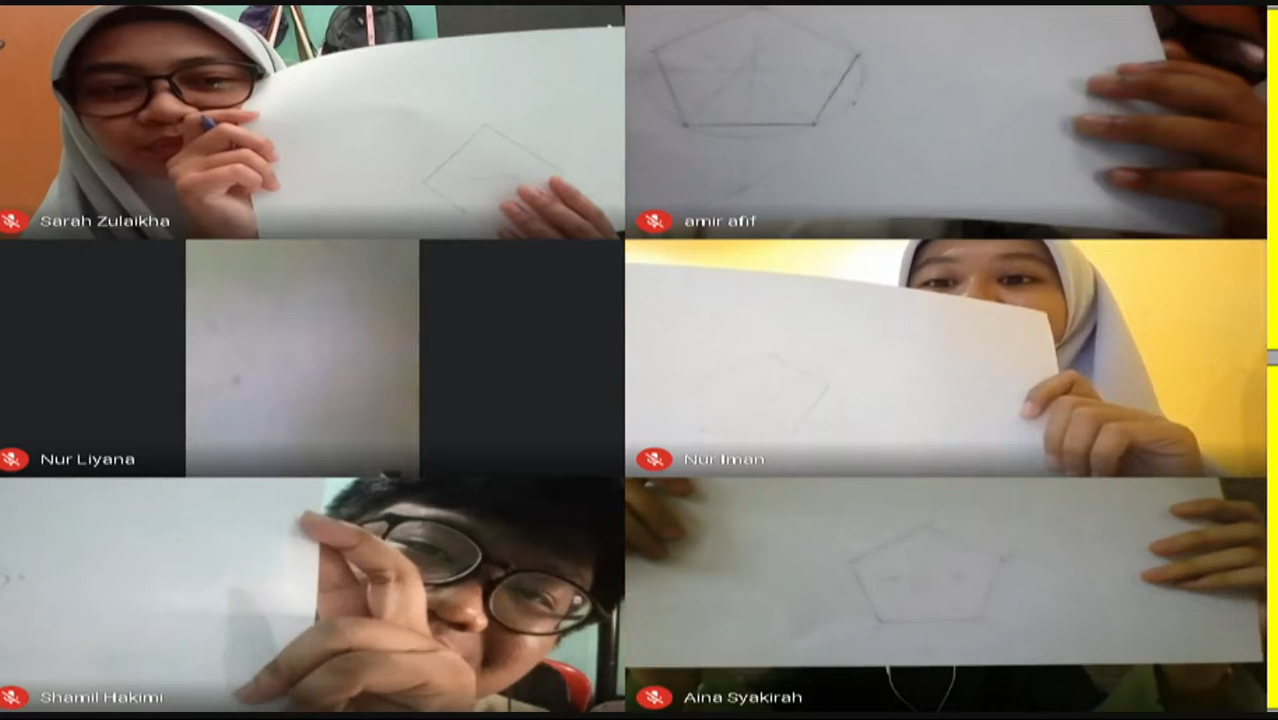 Sarah Zulaikha
amir afif
Nur Liyana
Nur Iman
Shamil Hakimi
Aina Syakirah